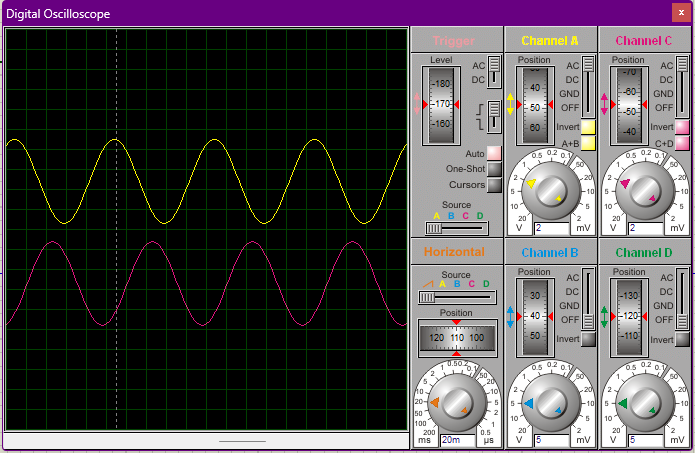 Digital Oscilloscope
x
Trigger
Level
-180
-170
-160
AC
DC
Auto
One-Shot
Cursors
Source
A B C D
Channel A
Position
40
50
60
AC
DC
GND
OFF
Invert
A+B
20 10 5 2 1 0.5 0.2 0.1 50 20 10 5 2
V 2 mV
Channel C
Position
-70
-60
-50
-40
AC
DC
GND
OFF
Invert
C+D
20 10 5 2 1 0.5 0.2 0.1 50 20 10 5 2
V 2 mV
Horizontal
Source
A B C D
Position
120 110 100
200 100 50 20 10 5 2 1 0.5 0.2 0.1 50 20 10 5 2 1 0.5
ms 20m µs
Channel B
Position
30
40
50
AC
DC
GND
OFF
Invert
20 10 5 2 1 0.5 0.2 0.1 50 20 10 5 2
V 5 mV
Channel D
Position
-130
-120
-110
AC
DC
GND
OFF
Invert
20 10 5 2 1 0.5 0.2 0.1 50 20 10 5 2
V 5 mV